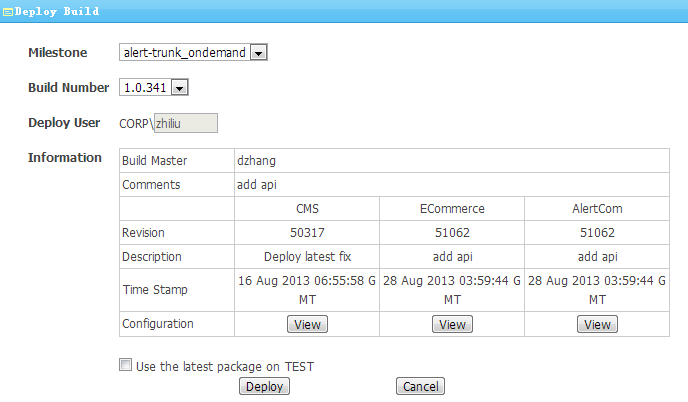 Deploy Build
Milestone alert-trunk_ondemand
Build Number 1.0.341
Deploy User CORP\zhiliu
Information Build Master dzhang
Comments add api
CMS ECommerce AlertCom
Revision 50317 51062 51062
Description Deploy latest fix add api add api
Time Stamp 16 Aug 2013 06:55:58 G 28 Aug 2013 03:59:44 G 28 Aug 2013 03:59:44 G
MT MT MT
Configuration View View View
Use the latest package on TEST
Deploy Cancel